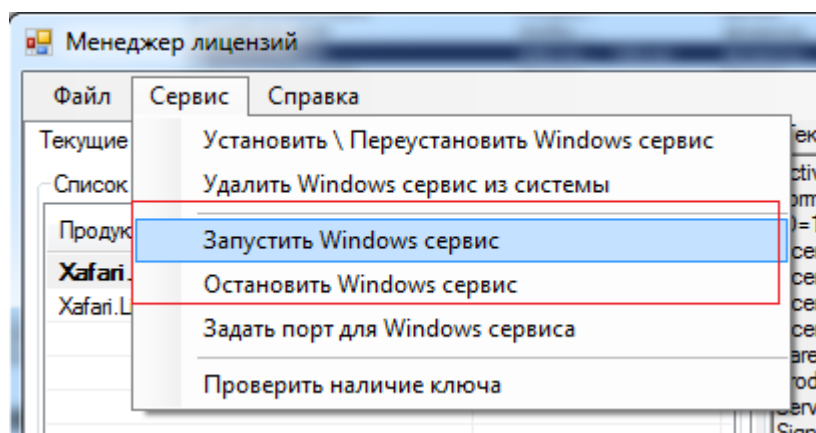 Менеджер лицензий
Файл Сервис Справка
Текущие
Установить \ Переустановить Windows сервис
Список
Удалить Windows сервис из системы
Запустить Windows сервис
Xafari.
Остановить Windows сервис
Xafari.L
Задать порт для Windows сервиса
Проверить наличие ключа